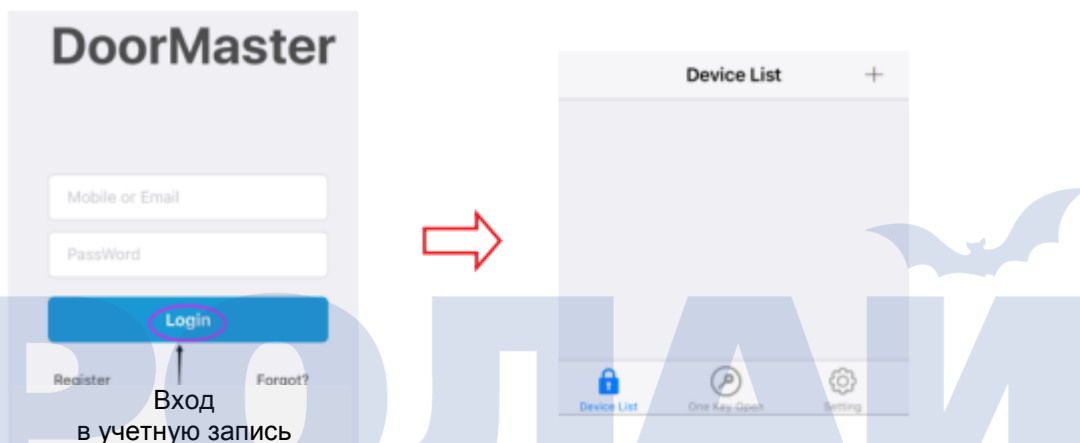 DoorMaster
Mobile or Email
PassWord
Login
Register Forgot?
Вход
в учетную запись
Device List +
Device List One Key Open Setting
РОЛАЙ